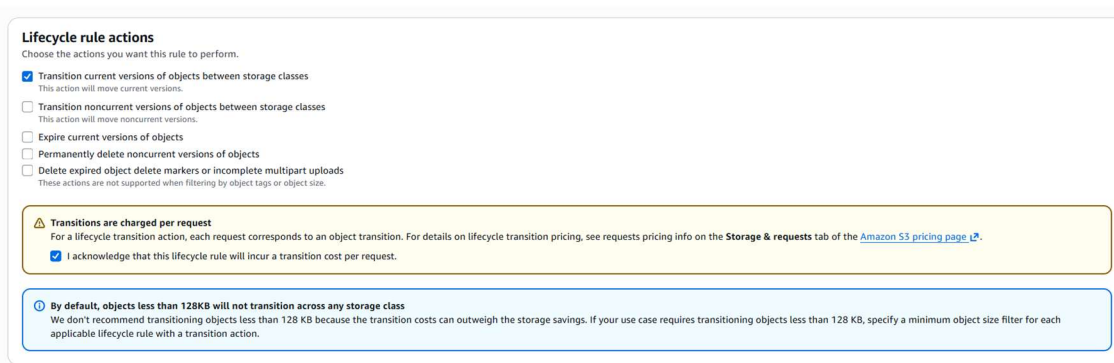 Lifecycle rule actions
Choose the actions you want this rule to perform.
Transition current versions of objects between storage classes
This action will move current versions.
Transition noncurrent versions of objects between storage classes
This action will move noncurrent versions.
Expire current versions of objects
Permanently delete noncurrent versions of objects
Delete expired object delete markers or incomplete multipart uploads
These actions are not supported when filtering by object tags or object size.
Transitions are charged per request
For a lifecycle transition action, each request corresponds to an object transition. For details on lifecycle transition pricing, see requests pricing info on the Storage & requests tab of the Amazon S3 pricing page.
I acknowledge that this lifecycle rule will incur a transition cost per request.
By default, objects less than 128KB will not transition across any storage class
We don't recommend transitioning objects less than 128 KB because the transition costs can outweigh the storage savings. If your use case requires transitioning objects less than 128 KB, specify a minimum object size filter for each
applicable lifecycle rule with a transition action.